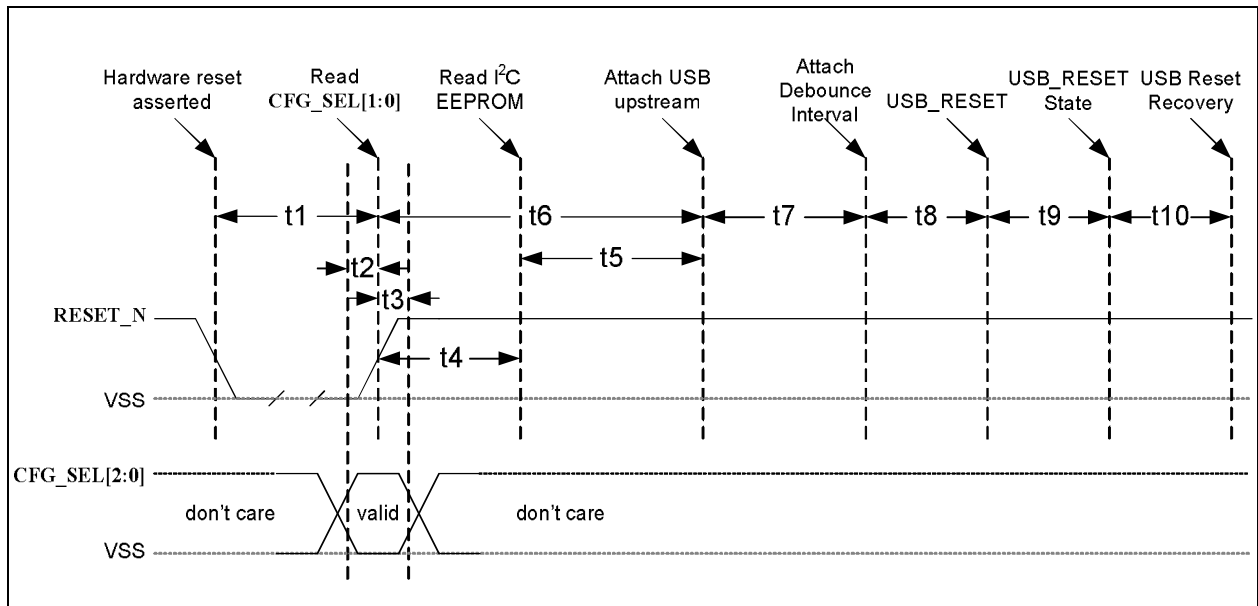 Hardware reset
asserted
Read
CFG_SEL[1:0]
Read I²C
EEPROM
Attach USB
upstream
Attach
Debounce
Interval
USB_RESET
USB_RESET
State
USB Reset
Recovery
t1
t6
t7
t8
t9
t10
t2
t5
t3
RESET_N
t4
VSS
CFG_SEL[2:0]
don't care
valid
don't care
VSS